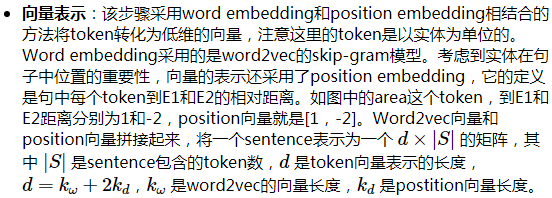 • 向量表示：该步骤采用word embedding和position embedding相结合的
方法将token转化为低维的向量，注意这里的token是以实体为单位的。
Word embedding采用的是word2vec的skip-gram模型。考虑到实体在句
子中位置的重要性，向量的表示还采用了position embedding，它的定义
是句中每个token到E1和E2的相对距离。如图中的area这个token，到E1和
E2距离分别为1和-2，position向量就是[1，-2]。Word2vec向量和
position向量拼接起来，将一个sentence表示为一个 d × |S| 的矩阵，其
中 |S| 是sentence包含的token数，d 是token向量表示的长度，
d = k_ω + 2k_d，k_ω 是word2vec的向量长度，k_d 是postition向量长度。